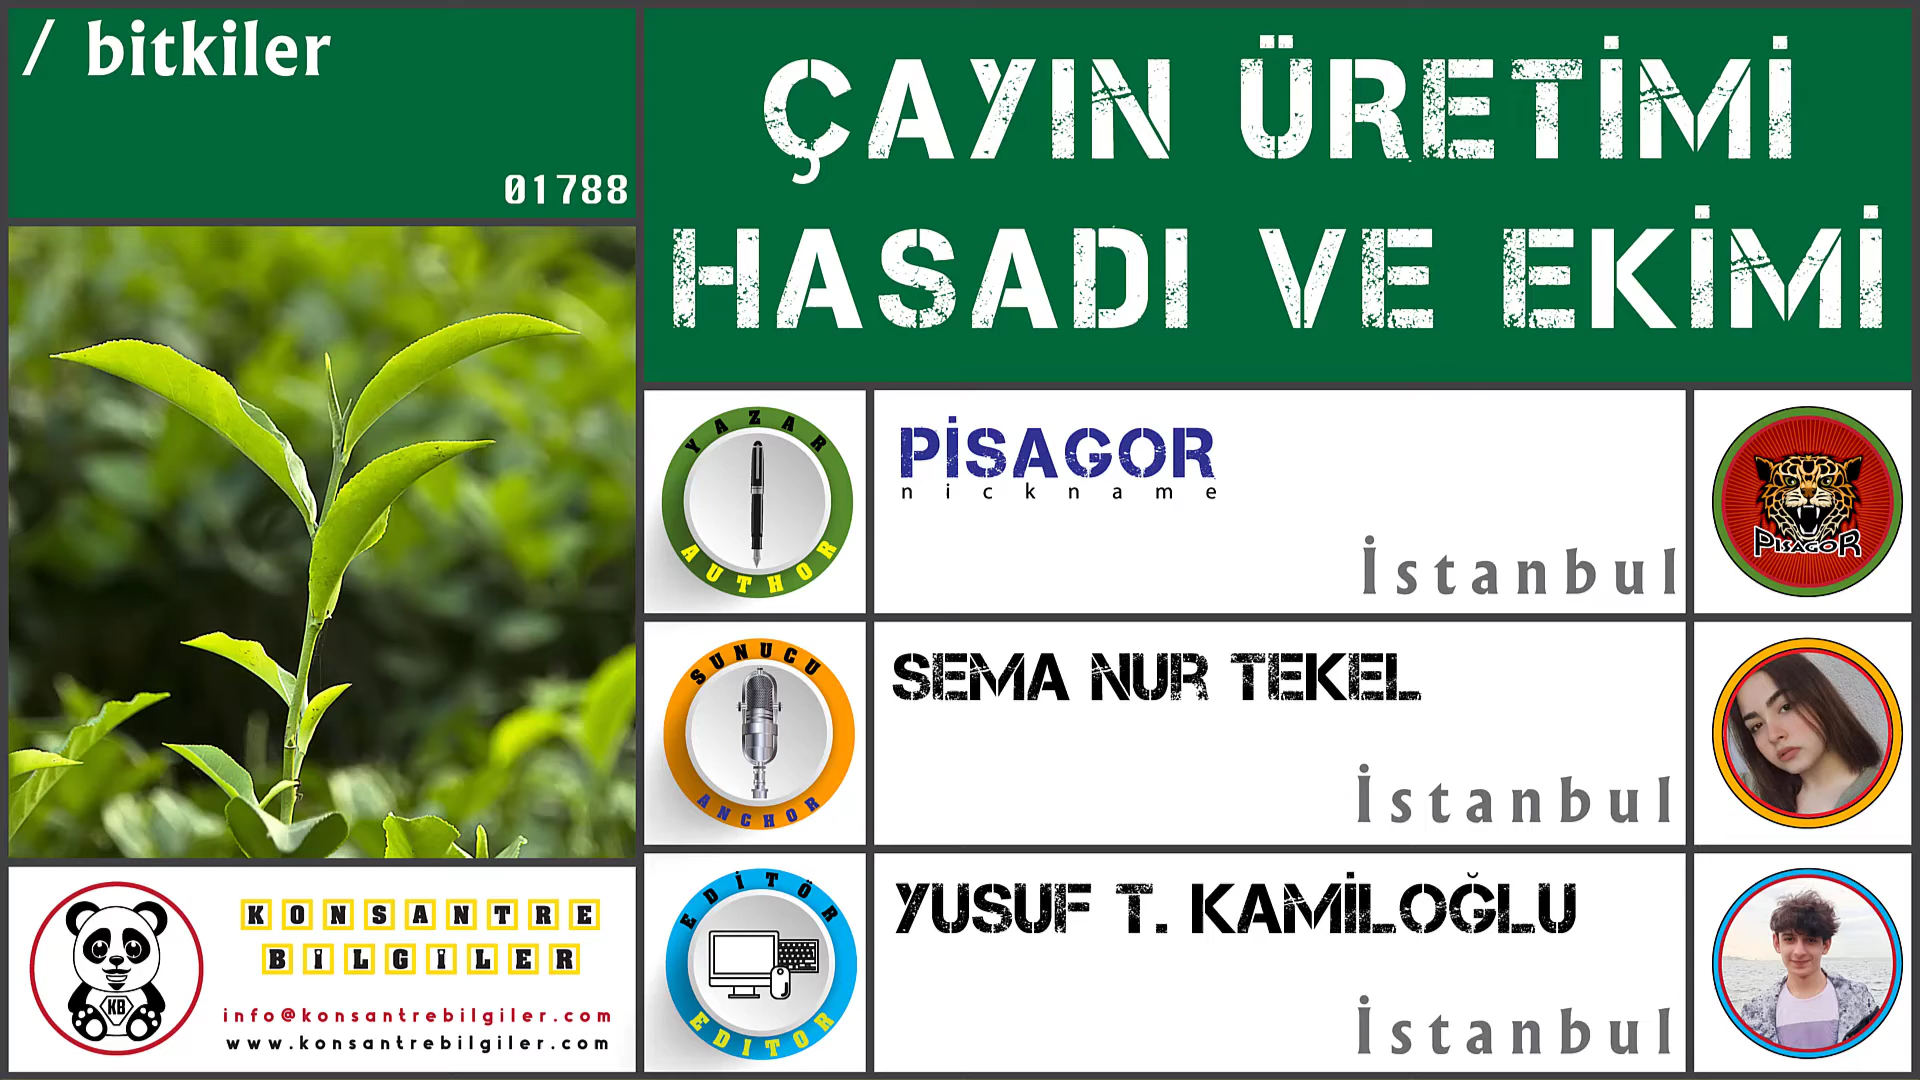 / bitkiler
01788
ÇAYIN ÜRETİMİ
HASADI VE EKİMİ
YAZAR
AUTHOR
PİSAGOR
nickname
İstanbul
PISAGOR
SUNUCU
ANCHOR
SEMA NUR TEKEL
İstanbul
EDİTÖR
EDITOR
YUSUF T. KAMİLOĞLU
İstanbul
KB
KONSANTRE
BİLGİLER
info@konsantrebilgiler.com
www.konsantrebilgiler.com